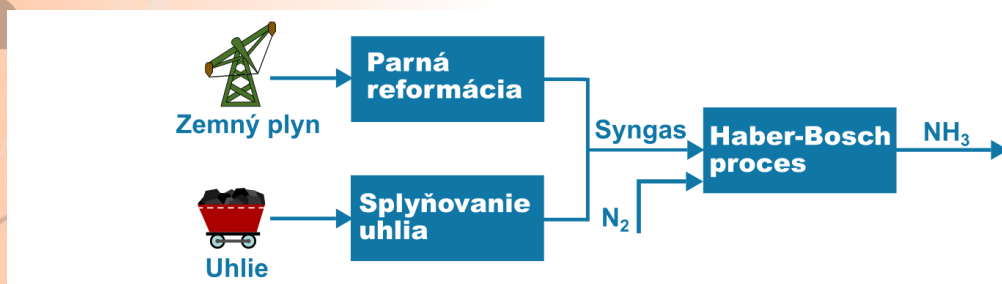 Zemný plyn
Parná
reformácia
Uhlie
Splyňovanie
uhlia
Syngas
N₂
Haber-Bosch
proces
NH₃